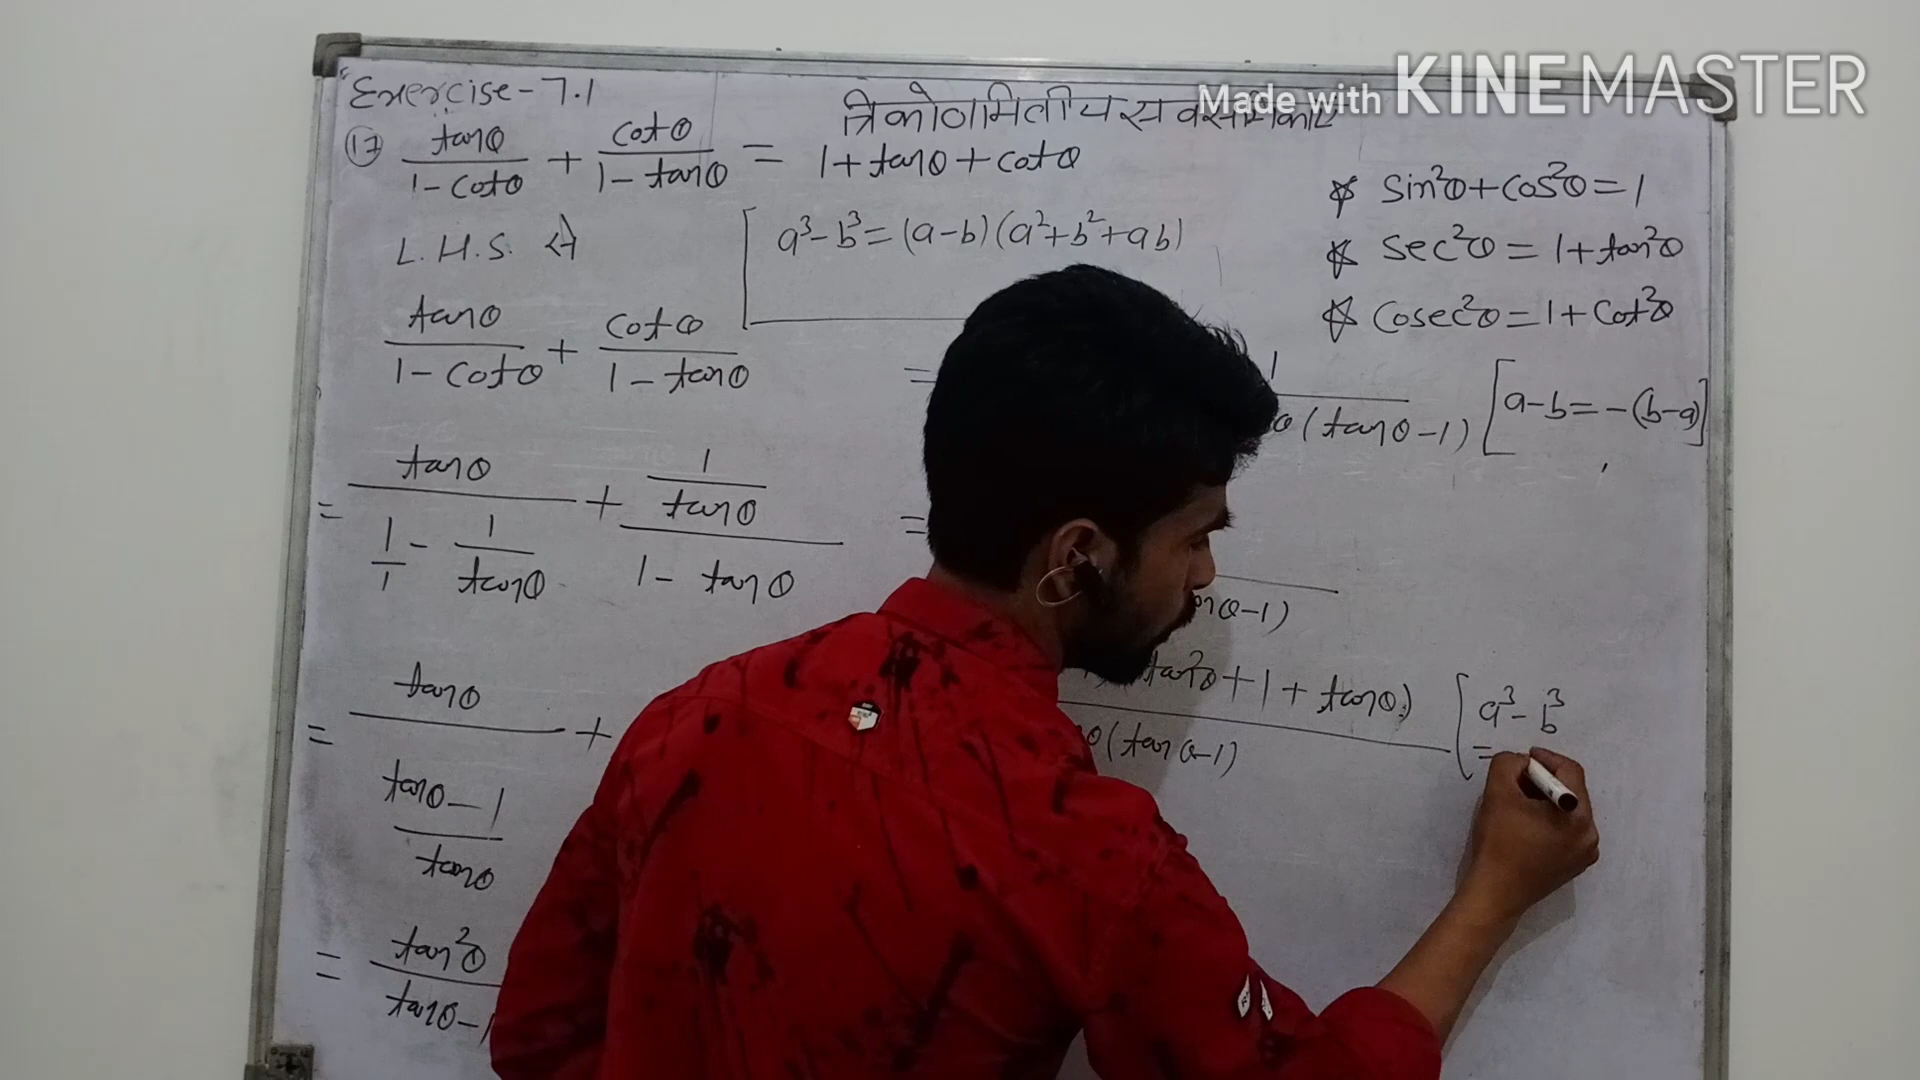 Exercise - 7.1
त्रिकोणमितीय सर्वसमिकाएं
Made with KINEMASTER
(17) tanθ/(1 - cotθ) + cotθ/(1 - tanθ) = 1 + tanθ + cotθ
L.H.S. से
[a³ - b³ = (a - b)(a² + b² + ab)
☆ sin²θ + cos²θ = 1
☆ sec²θ = 1 + tan²θ
☆ cosec²θ = 1 + cot²θ
tanθ/(1 - cotθ) + cotθ/(1 - tanθ)
= tanθ/(1/1 - 1/tanθ) + (1/tanθ)/(1 - tanθ)
= tanθ/((tanθ - 1)/tanθ) +
= tan²θ/(tanθ - 1
=
1
θ(tanθ - 1) [a - b = -(b - a)]
=
θ - 1)
tan²θ + 1 + tanθ)
θ(tanθ - 1) [a³ - b³
=